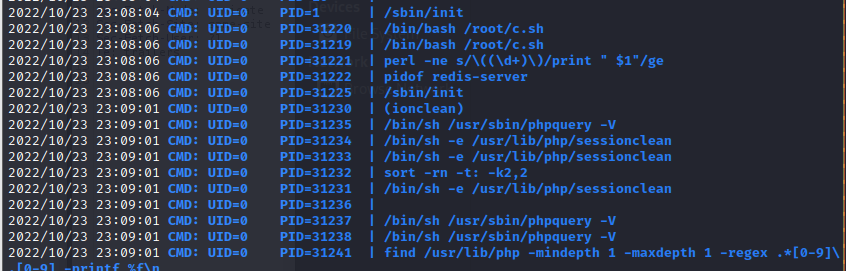 2022/10/23 23:08:04 CMD: UID=0 PID=1 | /sbin/init
2022/10/23 23:08:06 CMD: UID=0 PID=31220 | /bin/bash /root/c.sh
2022/10/23 23:08:06 CMD: UID=0 PID=31219 | /bin/bash /root/c.sh
2022/10/23 23:08:06 CMD: UID=0 PID=31221 | perl -ne s/\((\d+)\)/print " $1"/ge
2022/10/23 23:08:06 CMD: UID=0 PID=31222 | pidof redis-server
2022/10/23 23:08:06 CMD: UID=0 PID=31225 | /sbin/init
2022/10/23 23:09:01 CMD: UID=0 PID=31230 | (ionclean)
2022/10/23 23:09:01 CMD: UID=0 PID=31235 | /bin/sh /usr/sbin/phpquery -V
2022/10/23 23:09:01 CMD: UID=0 PID=31234 | /bin/sh -e /usr/lib/php/sessionclean
2022/10/23 23:09:01 CMD: UID=0 PID=31233 | /bin/sh -e /usr/lib/php/sessionclean
2022/10/23 23:09:01 CMD: UID=0 PID=31232 | sort -rn -t: -k2,2
2022/10/23 23:09:01 CMD: UID=0 PID=31231 | /bin/sh -e /usr/lib/php/sessionclean
2022/10/23 23:09:01 CMD: UID=0 PID=31236 |
2022/10/23 23:09:01 CMD: UID=0 PID=31237 | /bin/sh /usr/sbin/phpquery -V
2022/10/23 23:09:01 CMD: UID=0 PID=31238 | /bin/sh /usr/sbin/phpquery -V
2022/10/23 23:09:01 CMD: UID=0 PID=31241 | find /usr/lib/php -mindepth 1 -maxdepth 1 -regex .*[0-9]\
.[0-9] -printf %f\n